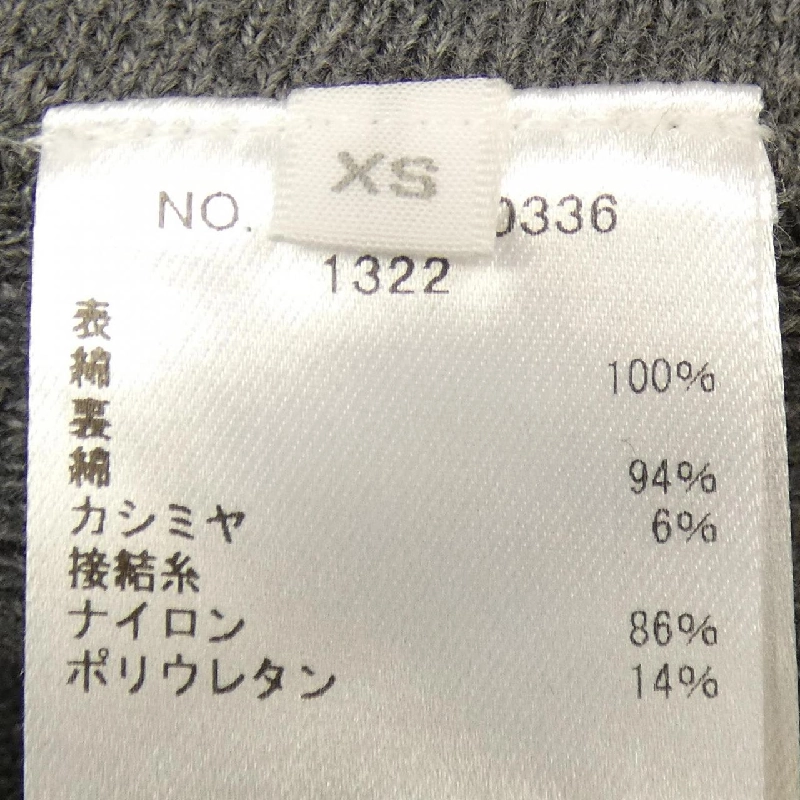 XS
NO. 0336
1322
表
綿 100%
裏
綿 94%
カシミヤ 6%
接結糸
ナイロン 86%
ポリウレタン 14%